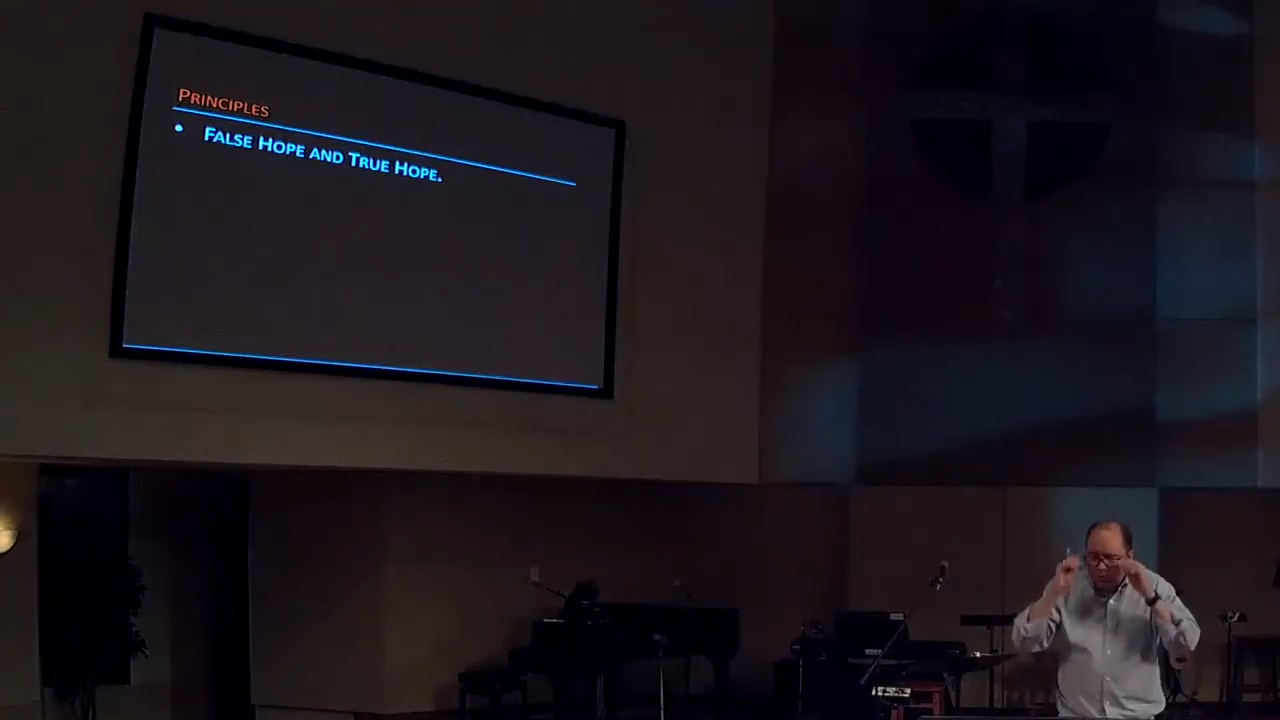 PRINCIPLES
• FALSE HOPE AND TRUE HOPE.